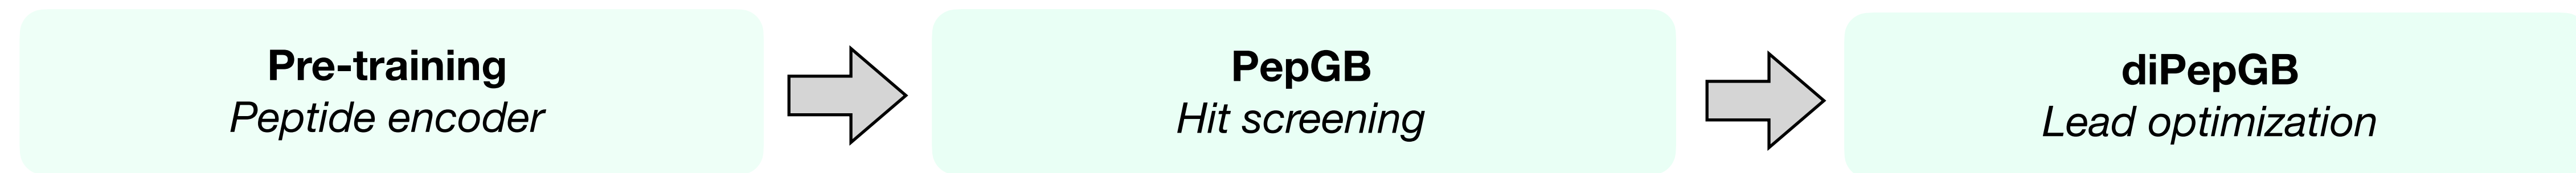 Pre-training
Peptide encoder
PepGB
Hit screening
diPepGB
Lead optimization